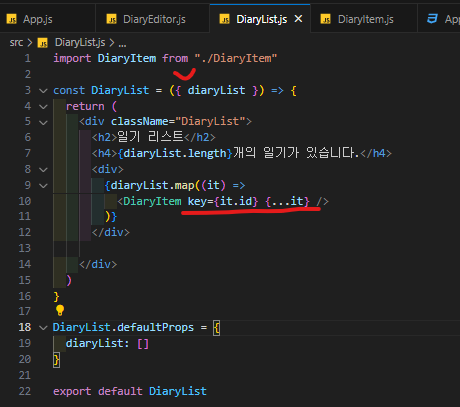 JS App.js JS DiaryEditor.js JS DiaryList.js X JS DiaryItem.js
src > JS DiaryList.js > ...
1 import DiaryItem from "./DiaryItem"
2
3 const DiaryList = ({ diaryList }) => {
4 return (
5 <div className="DiaryList">
6 <h2>일기 리스트</h2>
7 <h4>{diaryList.length}개의 일기가 있습니다.</h4>
8 <div>
9 {diaryList.map((it) =>
10 <DiaryItem key={it.id} {...it} />
11 )}
12 </div>
13
14 </div>
15 )
16 }
17
18 DiaryList.defaultProps = {
19 diaryList: []
20 }
21
22 export default DiaryList